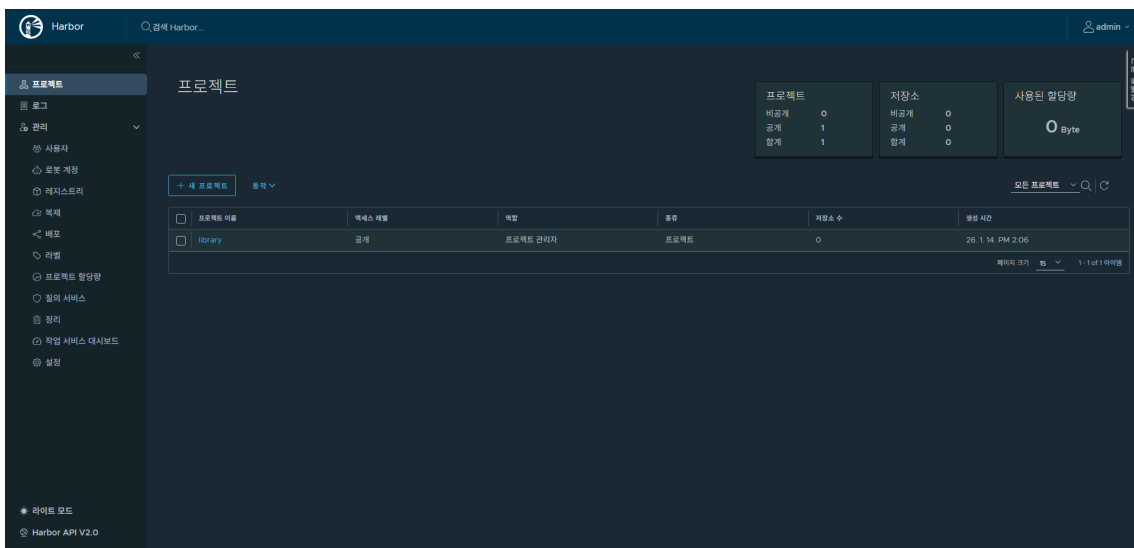 Harbor
검색 Harbor...
admin
프로젝트
로그
관리
사용자
로봇 계정
레지스트리
복제
배포
라벨
프로젝트 할당량
질의 서비스
정리
작업 서비스 대시보드
설정
라이트 모드
Harbor API V2.0
프로젝트
프로젝트
비공개 0
공개 1
합계 1
저장소
비공개 0
공개 0
합계 0
사용된 할당량
0 Byte
+ 새 프로젝트
동작
모든 프로젝트
프로젝트 이름 액세스 레벨 역할 종류 저장소 수 생성 시간
library 공개 프로젝트 관리자 프로젝트 0 26. 1. 14. PM 2:06
페이지 크기 15 1 - 1 of 1 아이템